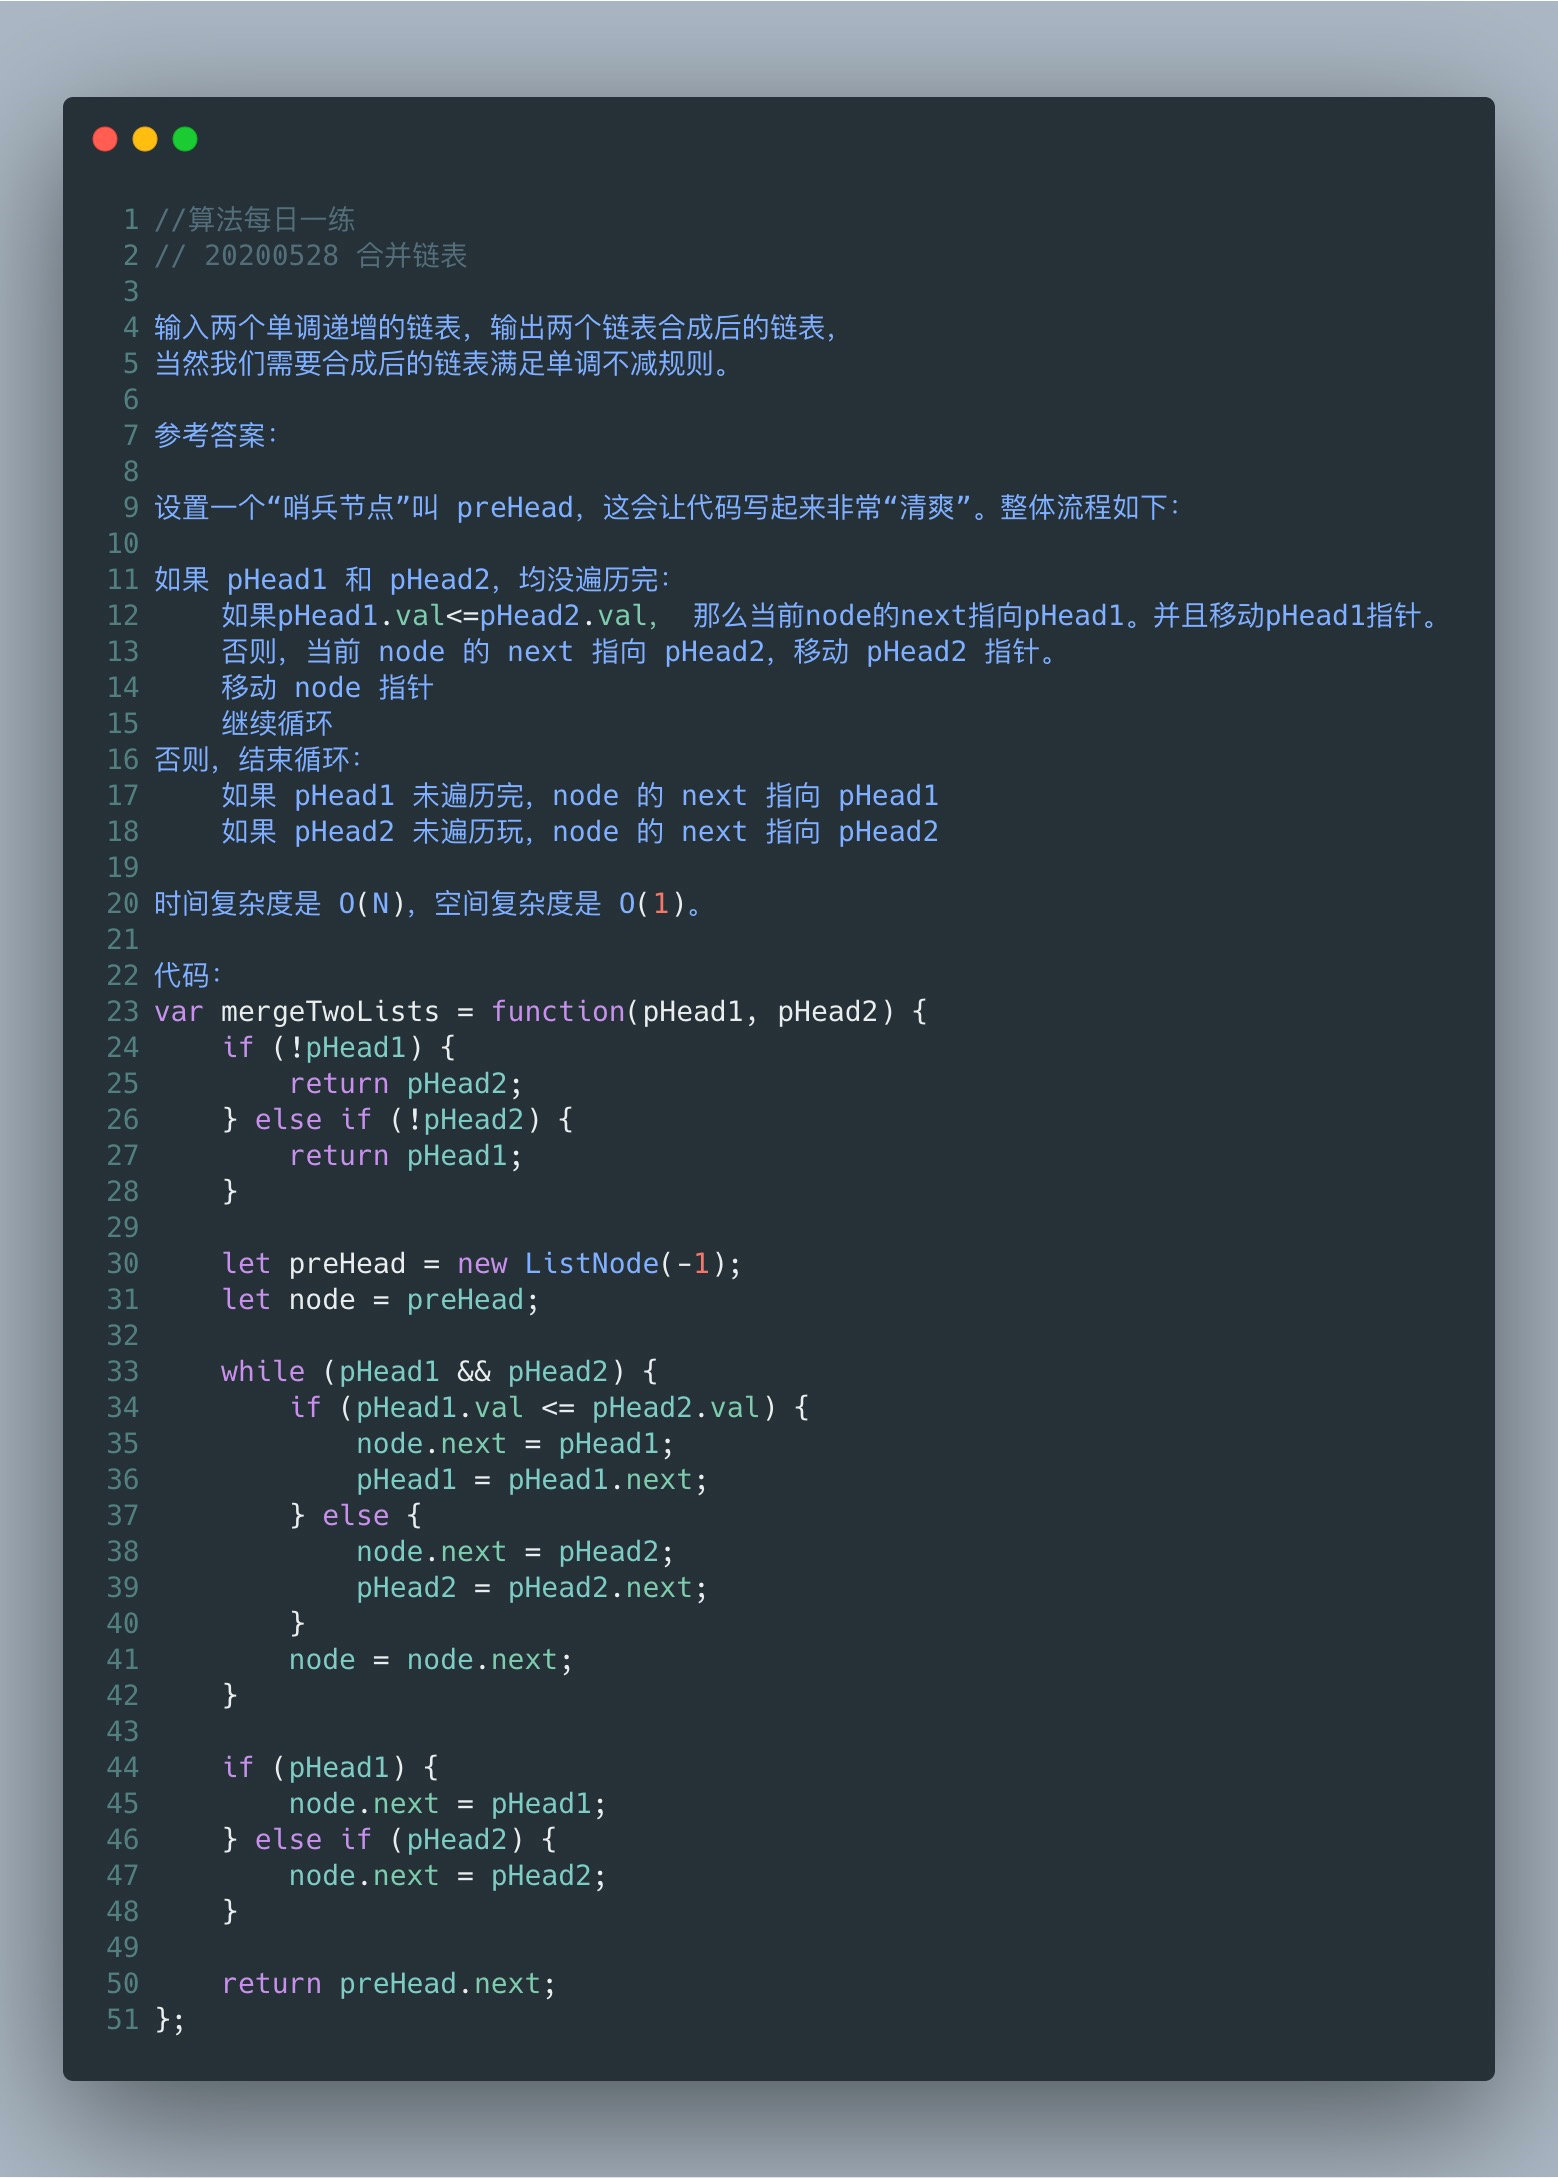 1 //算法每日一练
2 // 20200528 合并链表
3
4 输入两个单调递增的链表，输出两个链表合成后的链表，
5 当然我们需要合成后的链表满足单调不减规则。
6
7 参考答案：
8
9 设置一个“哨兵节点”叫 preHead，这会让代码写起来非常“清爽”。整体流程如下：
10
11 如果 pHead1 和 pHead2，均没遍历完：
12     如果pHead1.val<=pHead2.val， 那么当前node的next指向pHead1。并且移动pHead1指针。
13     否则，当前 node 的 next 指向 pHead2，移动 pHead2 指针。
14     移动 node 指针
15     继续循环
16 否则，结束循环：
17     如果 pHead1 未遍历完，node 的 next 指向 pHead1
18     如果 pHead2 未遍历玩，node 的 next 指向 pHead2
19
20 时间复杂度是 O(N)，空间复杂度是 O(1)。
21
22 代码：
23 var mergeTwoLists = function(pHead1, pHead2) {
24     if (!pHead1) {
25         return pHead2;
26     } else if (!pHead2) {
27         return pHead1;
28     }
29
30     let preHead = new ListNode(-1);
31     let node = preHead;
32
33     while (pHead1 && pHead2) {
34         if (pHead1.val <= pHead2.val) {
35             node.next = pHead1;
36             pHead1 = pHead1.next;
37         } else {
38             node.next = pHead2;
39             pHead2 = pHead2.next;
40         }
41         node = node.next;
42     }
43
44     if (pHead1) {
45         node.next = pHead1;
46     } else if (pHead2) {
47         node.next = pHead2;
48     }
49
50     return preHead.next;
51 };